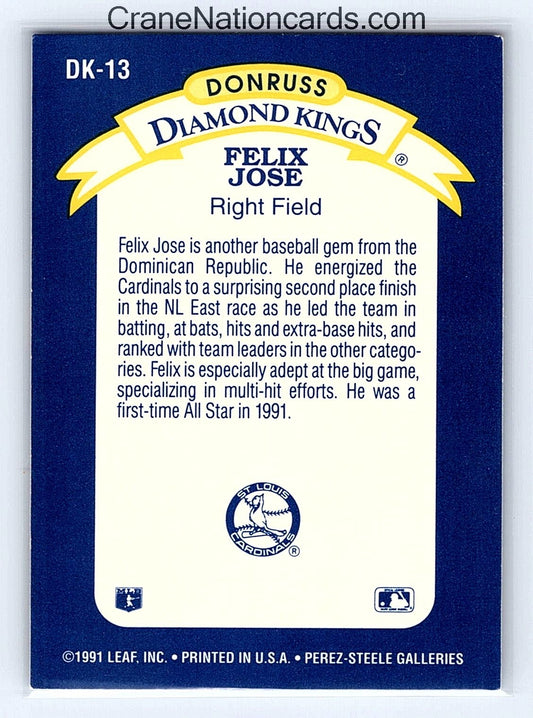 CraneNationcards.com
DK-13
DONRUSS
DIAMOND KINGS
®
FELIX
JOSE
Right Field
Felix Jose is another baseball gem from the
Dominican Republic. He energized the
Cardinals to a surprising second place finish
in the NL East race as he led the team in
batting, at bats, hits and extra-base hits, and
ranked with team leaders in the other catego-
ries. Felix is especially adept at the big game,
specializing in multi-hit efforts. He was a
first-time All Star in 1991.
ST LOUIS
CARDINALS
®
©1991 LEAF, INC. • PRINTED IN U.S.A. • PEREZ-STEELE GALLERIES